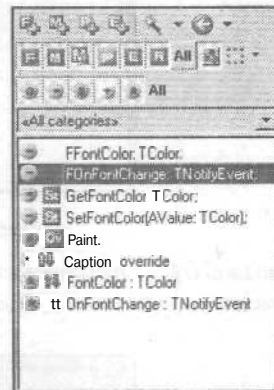 All
All
«All categories»
FFontColor: TColor;
FOnFontChange: TNotifyEvent;
GetFontColor TColor;
SetFontColor(AValue: TColor);
Paint.
* Caption override
FontColor : TColor
tt OnFontChange : TNotifyEvent